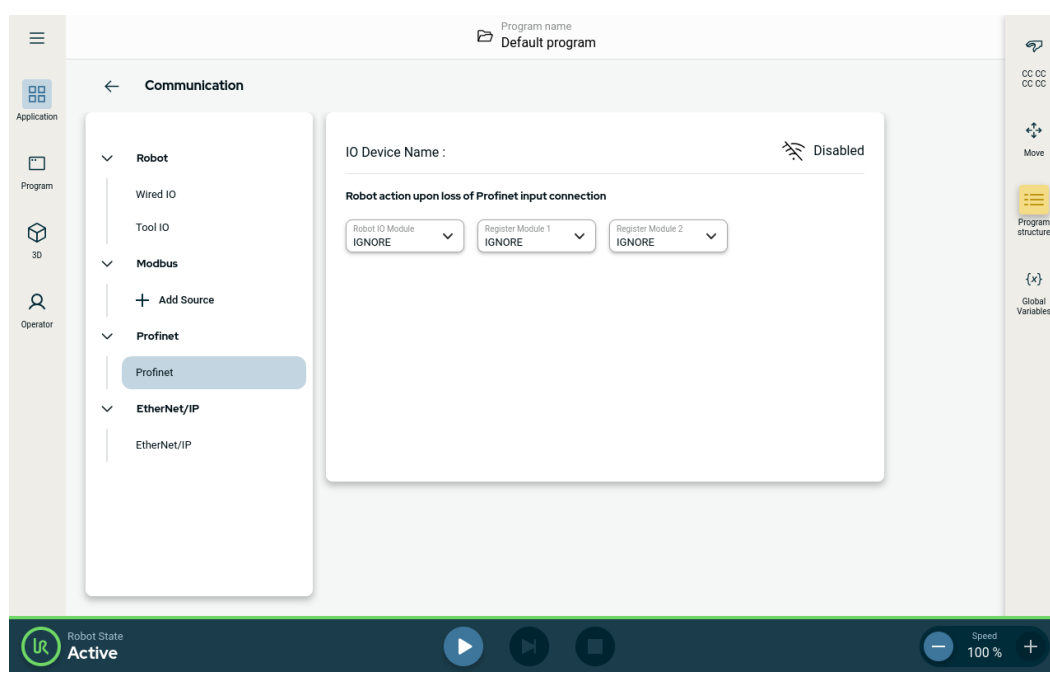 Program name
Default program
Application
Program
3D
Operator
Communication
Robot
Wired IO
Tool IO
Modbus
Add Source
Profinet
Profinet
EtherNet/IP
EtherNet/IP
IO Device Name :
Disabled
Robot action upon loss of Profinet input connection
Robot IO Module
IGNORE
Register Module 1
IGNORE
Register Module 2
IGNORE
CC CC
CC CC
Move
Program
structure
{x}
Global
Variables
Robot State
Active
Speed
100 %